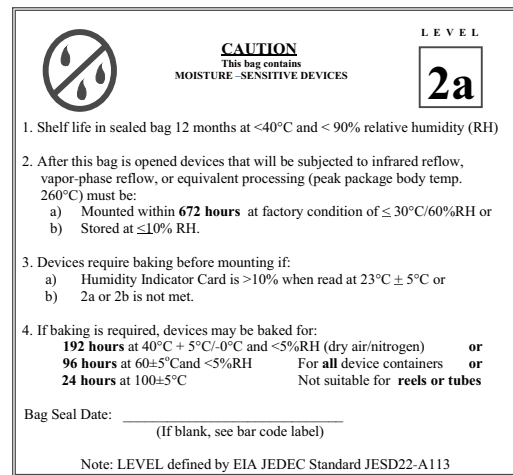 LEVEL
CAUTION
This bag contains
MOISTURE –SENSITIVE DEVICES
2a
1. Shelf life in sealed bag 12 months at <40°C and < 90% relative humidity (RH)
2. After this bag is opened devices that will be subjected to infrared reflow,
vapor-phase reflow, or equivalent processing (peak package body temp.
260°C) must be:
a) Mounted within 672 hours at factory condition of ≤ 30°C/60%RH or
b) Stored at ≤10% RH.
3. Devices require baking before mounting if:
a) Humidity Indicator Card is >10% when read at 23°C ± 5°C or
b) 2a or 2b is not met.
4. If baking is required, devices may be baked for:
192 hours at 40°C + 5°C/-0°C and <5%RH (dry air/nitrogen) or
96 hours at 60±5°Cand <5%RH For all device containers or
24 hours at 100±5°C Not suitable for reels or tubes
Bag Seal Date: ________________________________
(If blank, see bar code label)
Note: LEVEL defined by EIA JEDEC Standard JESD22-A113